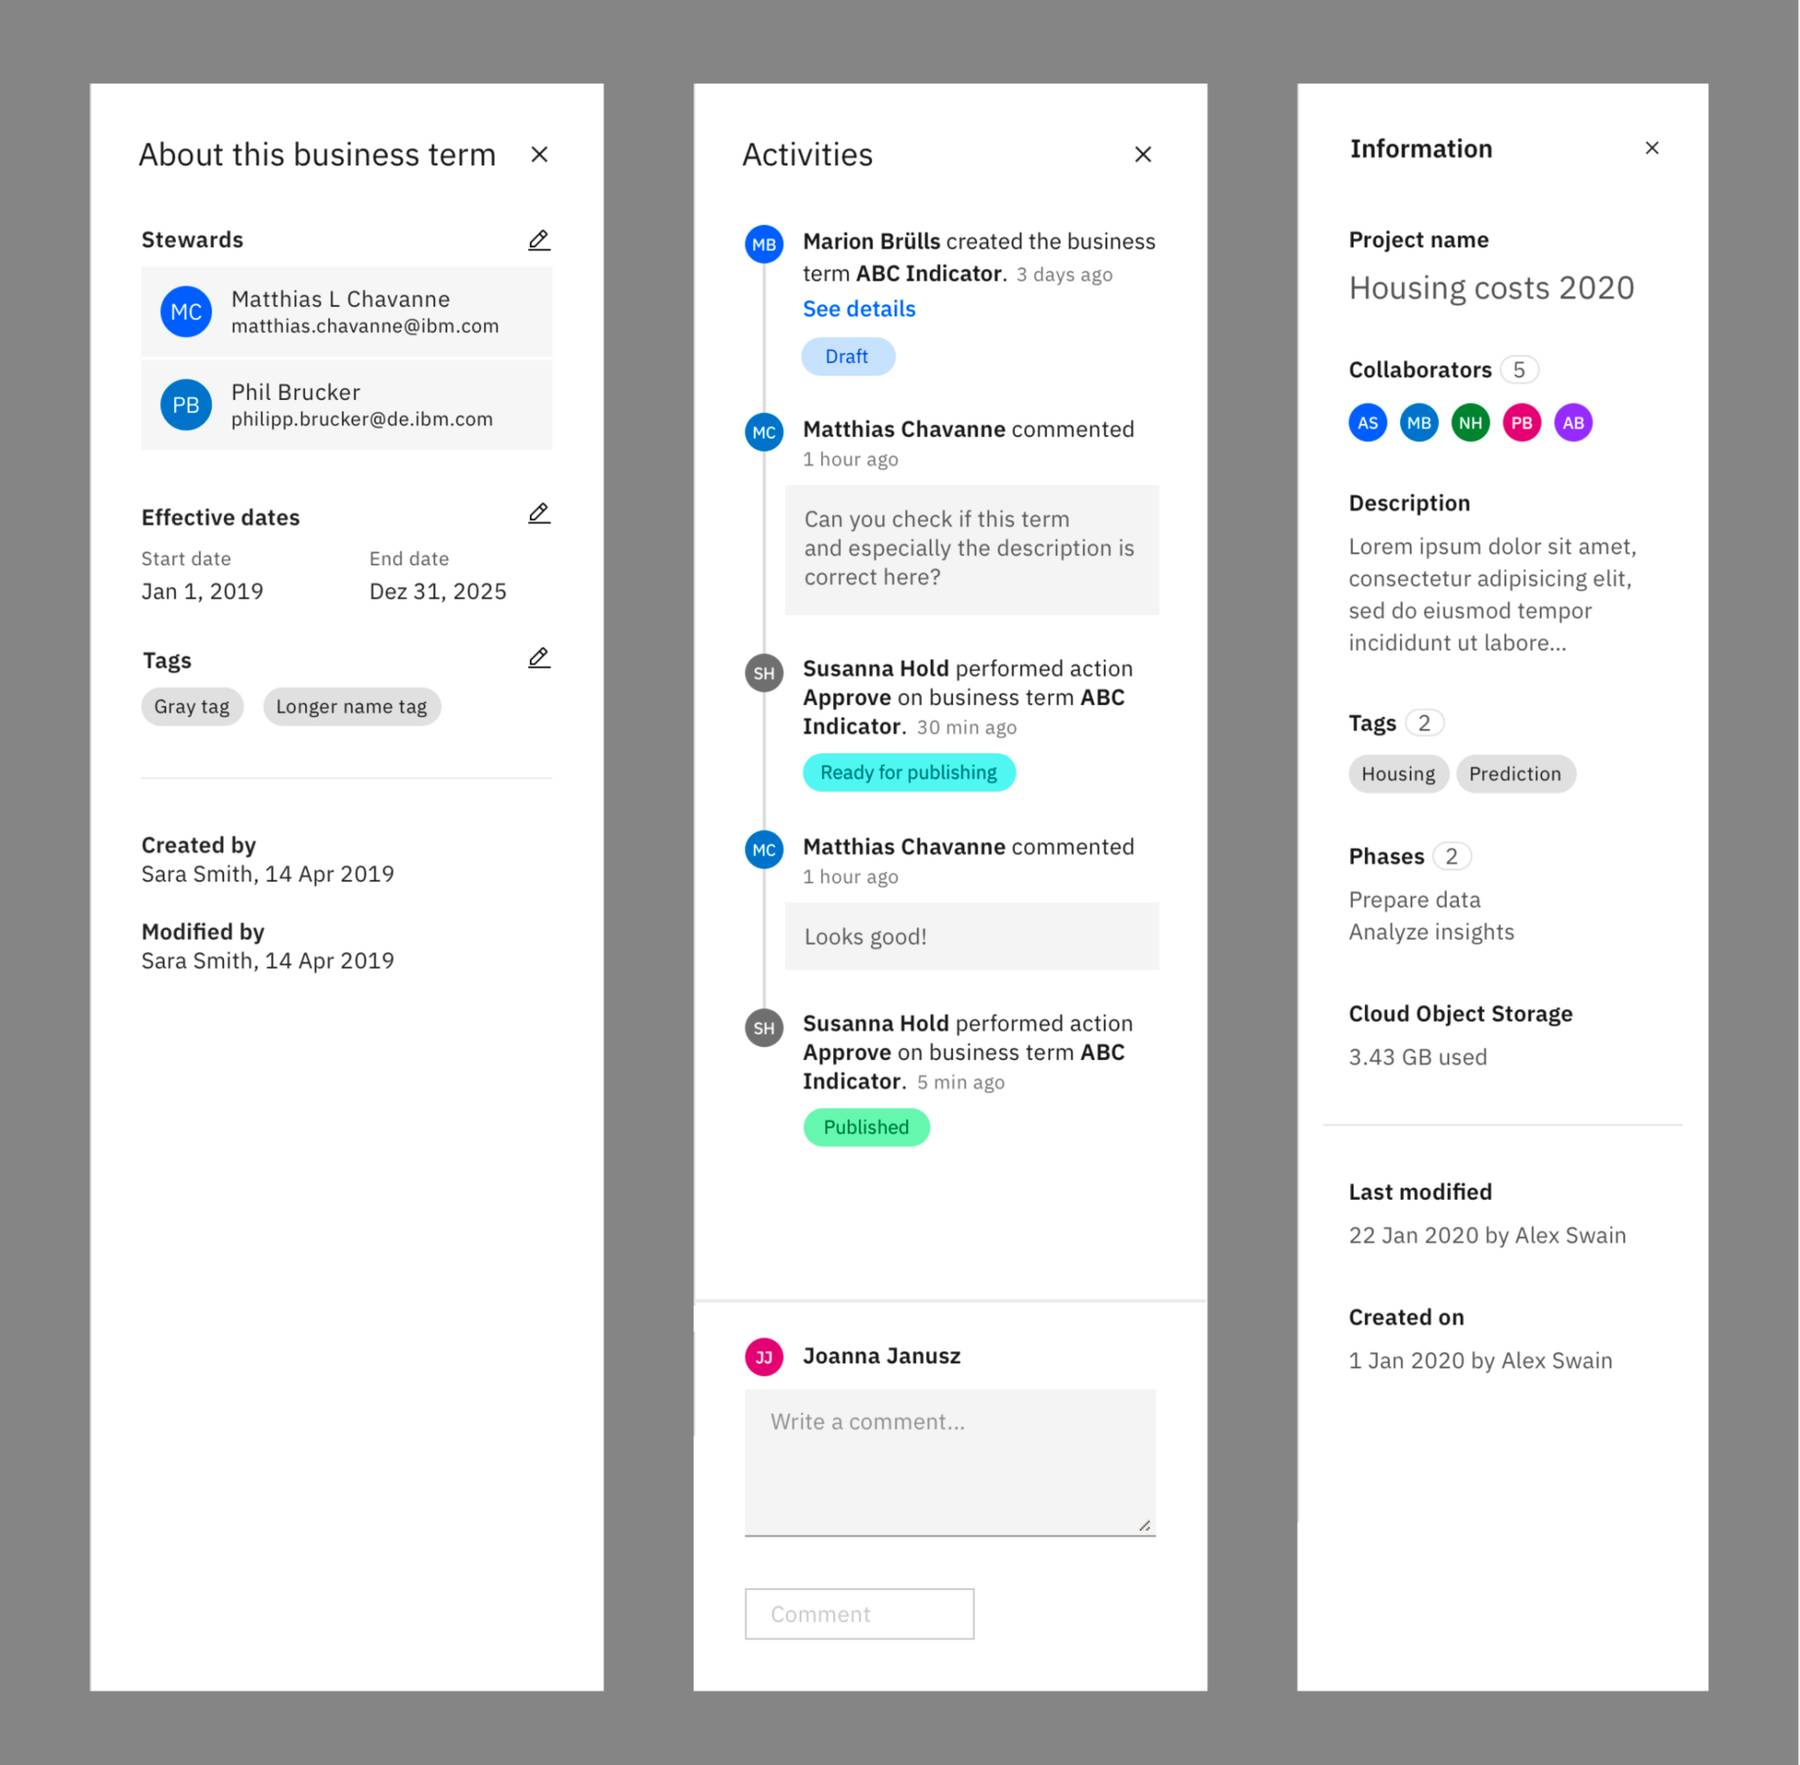 About this business term
Stewards
MC
Matthias L Chavanne
matthias.chavanne@ibm.com
PB
Phil Brucker
philipp.brucker@de.ibm.com
Effective dates
Start date
End date
Jan 1, 2019
Dez 31, 2025
Tags
Gray tag
Longer name tag
Created by
Sara Smith, 14 Apr 2019
Modified by
Sara Smith, 14 Apr 2019
Activities
MB
Marion Brülls created the business
term ABC Indicator. 3 days ago
See details
Draft
MC
Matthias Chavanne commented
1 hour ago
Can you check if this term
and especially the description is
correct here?
SH
Susanna Hold performed action
Approve on business term ABC
Indicator. 30 min ago
Ready for publishing
MC
Matthias Chavanne commented
1 hour ago
Looks good!
SH
Susanna Hold performed action
Approve on business term ABC
Indicator. 5 min ago
Published
JJ
Joanna Janusz
Write a comment...
Comment
Information
Project name
Housing costs 2020
Collaborators 5
AS MB NH PB AB
Description
Lorem ipsum dolor sit amet,
consectetur adipisicing elit,
sed do eiusmod tempor
incididunt ut labore...
Tags 2
Housing Prediction
Phases 2
Prepare data
Analyze insights
Cloud Object Storage
3.43 GB used
Last modified
22 Jan 2020 by Alex Swain
Created on
1 Jan 2020 by Alex Swain